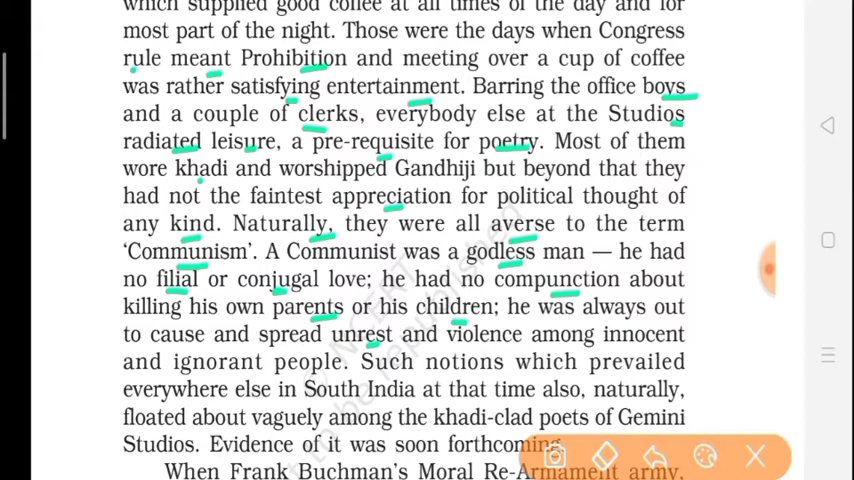 which supplied good coffee at all times of the day and for
most part of the night. Those were the days when Congress
rule meant Prohibition and meeting over a cup of coffee
was rather satisfying entertainment. Barring the office boys
and a couple of clerks, everybody else at the Studios
radiated leisure, a pre-requisite for poetry. Most of them
wore khadi and worshipped Gandhiji but beyond that they
had not the faintest appreciation for political thought of
any kind. Naturally, they were all averse to the term
‘Communism’. A Communist was a godless man — he had
no filial or conjugal love; he had no compunction about
killing his own parents or his children; he was always out
to cause and spread unrest and violence among innocent
and ignorant people. Such notions which prevailed
everywhere else in South India at that time also, naturally,
floated about vaguely among the khadi-clad poets of Gemini
Studios. Evidence of it was soon forthcoming.
When Frank Buchman’s Moral Re-Armament army,
© NCERT
not to be republished